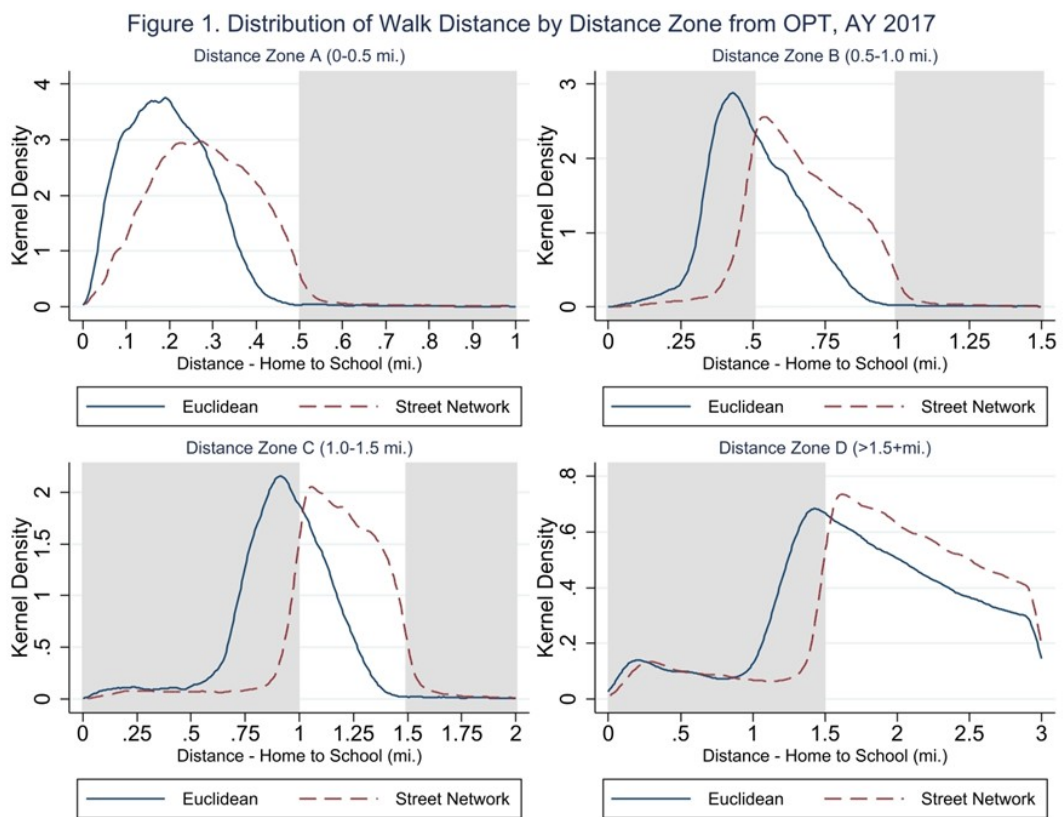 Figure 1. Distribution of Walk Distance by Distance Zone from OPT, AY 2017
Distance Zone A (0-0.5 mi.)
Kernel Density
4
3
2
1
0
0 .1 .2 .3 .4 .5 .6 .7 .8 .9 1
Distance - Home to School (mi.)
Euclidean Street Network
Distance Zone B (0.5-1.0 mi.)
Kernel Density
3
2
1
0
0 .25 .5 .75 1 1.25 1.5
Distance - Home to School (mi.)
Euclidean Street Network
Distance Zone C (1.0-1.5 mi.)
Kernel Density
2
1.5
1
.5
0
0 .25 .5 .75 1 1.25 1.5 1.75 2
Distance - Home to School (mi.)
Euclidean Street Network
Distance Zone D (>1.5+mi.)
Kernel Density
.8
.6
.4
.2
0
0 .5 1 1.5 2 2.5 3
Distance - Home to School (mi.)
Euclidean Street Network